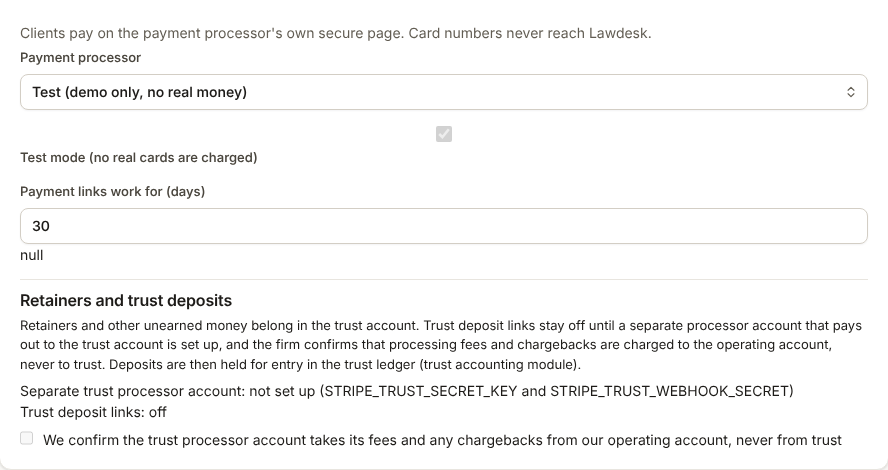 Clients pay on the payment processor's own secure page. Card numbers never reach Lawdesk.
Payment processor
Test (demo only, no real money)
Test mode (no real cards are charged)
Payment links work for (days)
30
null
Retainers and trust deposits
Retainers and other unearned money belong in the trust account. Trust deposit links stay off until a separate processor account that pays
out to the trust account is set up, and the firm confirms that processing fees and chargebacks are charged to the operating account,
never to trust. Deposits are then held for entry in the trust ledger (trust accounting module).
Separate trust processor account: not set up (STRIPE_TRUST_SECRET_KEY and STRIPE_TRUST_WEBHOOK_SECRET)
Trust deposit links: off
We confirm the trust processor account takes its fees and any chargebacks from our operating account, never from trust